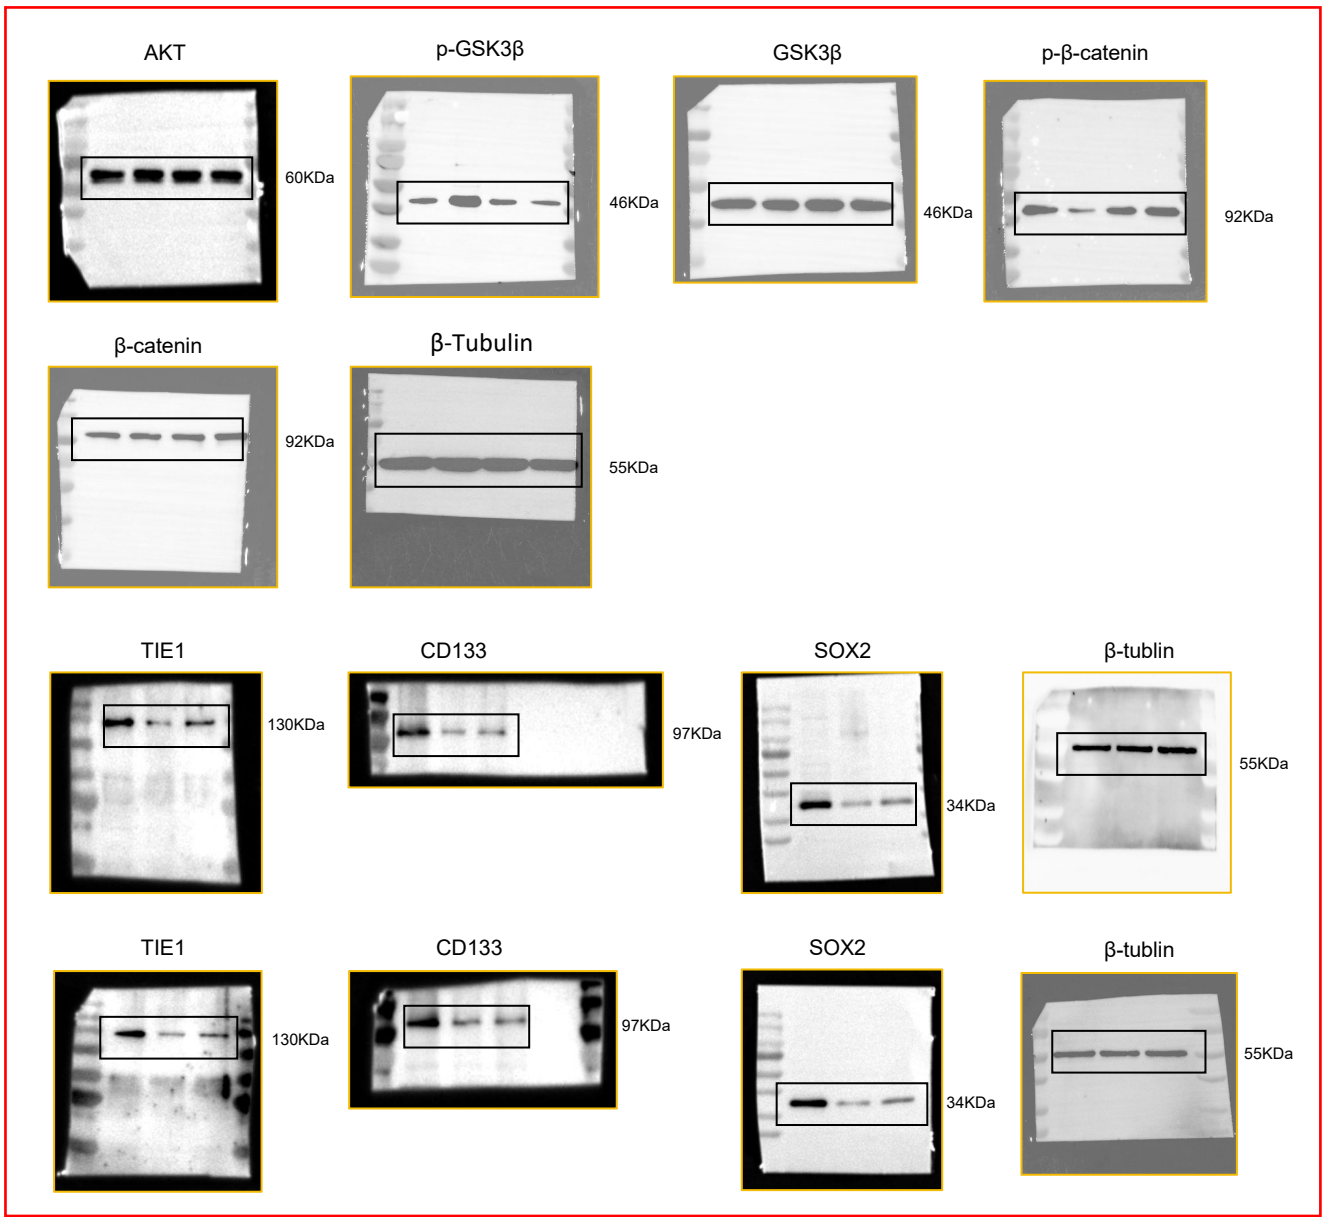 AKT
p-GSK3β
GSK3β
p-β-catenin
60KDa
46KDa
46KDa
92KDa
β-catenin
β-Tubulin
92KDa
55KDa
TIE1
CD133
SOX2
β-tublin
130KDa
97KDa
34KDa
55KDa
TIE1
CD133
SOX2
β-tublin
130KDa
97KDa
34KDa
55KDa